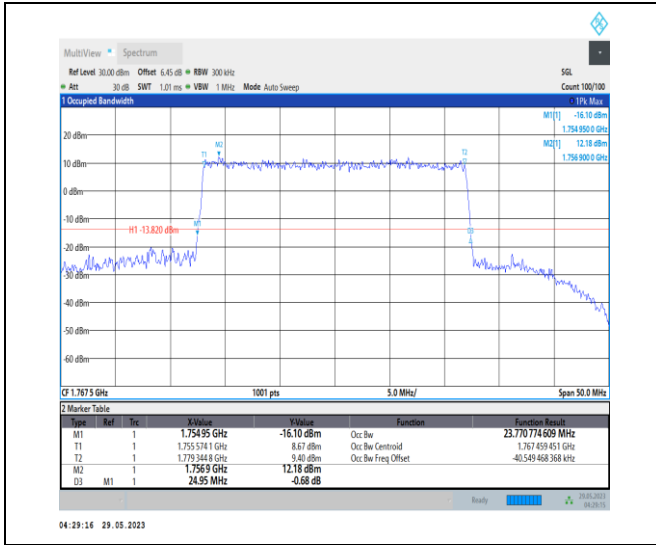 MultiView Spectrum
Ref Level 30.00 dBm Offset 6.45 dB RBW 300 kHz SGL
Att 30 dB SWT 1.01 ms VBW 1 MHz Mode Auto Sweep Count 100/100
1 Occupied Bandwidth 1Pk Max
M1[1] -16.10 dBm
1.754 950 0 GHz
M2[1] 12.18 dBm
1.756 900 0 GHz
20 dBm
M2
T1
T2
10 dBm
0 dBm
-10 dBm
M1
H1 -13.820 dBm
D3
-20 dBm
-30 dBm
-40 dBm
-50 dBm
-60 dBm
CF 1.767 5 GHz 1001 pts 5.0 MHz/ Span 50.0 MHz
2 Marker Table
Type Ref Trc X-Value Y-Value Function Function Result
M1 1 1.754 95 GHz -16.10 dBm Occ Bw 23.770 774 609 MHz
T1 1 1.755 574 1 GHz 8.67 dBm Occ Bw Centroid 1.767 459 451 GHz
T2 1 1.779 344 8 GHz 9.40 dBm Occ Bw Freq Offset -40.549 468 368 kHz
M2 1 1.756 9 GHz 12.18 dBm
D3 M1 1 24.95 MHz -0.68 dB
Ready 29.05.2023
04:29:15
04:29:16 29.05.2023